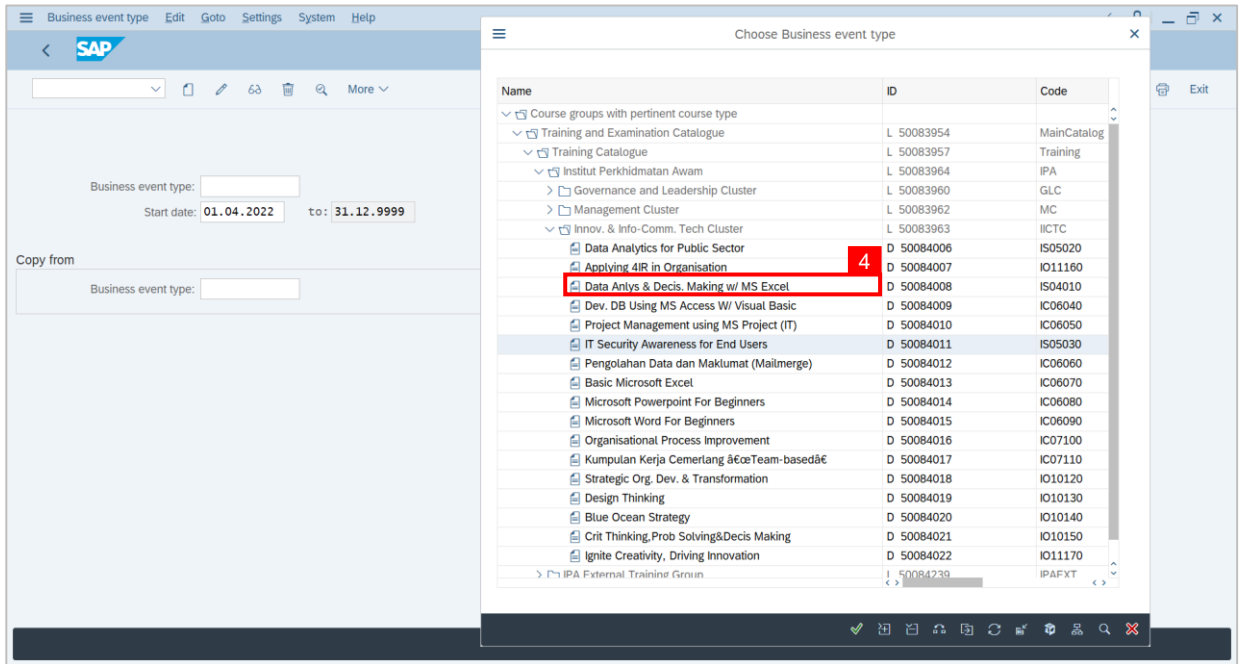 Business event type Edit Goto Settings System Help
SAP
More
Exit
Business event type:
Start date: 01.04.2022 to: 31.12.9999
Copy from
Business event type:
Choose Business event type
Name ID Code
Course groups with pertinent course type
Training and Examination Catalogue L 50083954 MainCatalog
Training Catalogue L 50083957 Training
Institut Perkhidmatan Awam L 50083964 IPA
Governance and Leadership Cluster L 50083960 GLC
Management Cluster L 50083962 MC
Innov. & Info-Comm. Tech Cluster L 50083963 IICTC
Data Analytics for Public Sector D 50084006 IS05020
4
Applying 4IR in Organisation D 50084007 IO11160
Data Anlys & Decis. Making w/ MS Excel D 50084008 IS04010
Dev. DB Using MS Access W/ Visual Basic D 50084009 IC06040
Project Management using MS Project (IT) D 50084010 IC06050
IT Security Awareness for End Users D 50084011 IS05030
Pengolahan Data dan Maklumat (Mailmerge) D 50084012 IC06060
Basic Microsoft Excel D 50084013 IC06070
Microsoft Powerpoint For Beginners D 50084014 IC06080
Microsoft Word For Beginners D 50084015 IC06090
Organisational Process Improvement D 50084016 IC07100
Kumpulan Kerja Cemerlang â€œTeam-basedâ€ D 50084017 IC07110
Strategic Org. Dev. & Transformation D 50084018 IO10120
Design Thinking D 50084019 IO10130
Blue Ocean Strategy D 50084020 IO10140
Crit Thinking,Prob Solving&Decis Making D 50084021 IO10150
Ignite Creativity, Driving Innovation D 50084022 IO11170
IPA External Training Group L 50084239 IPAEXT